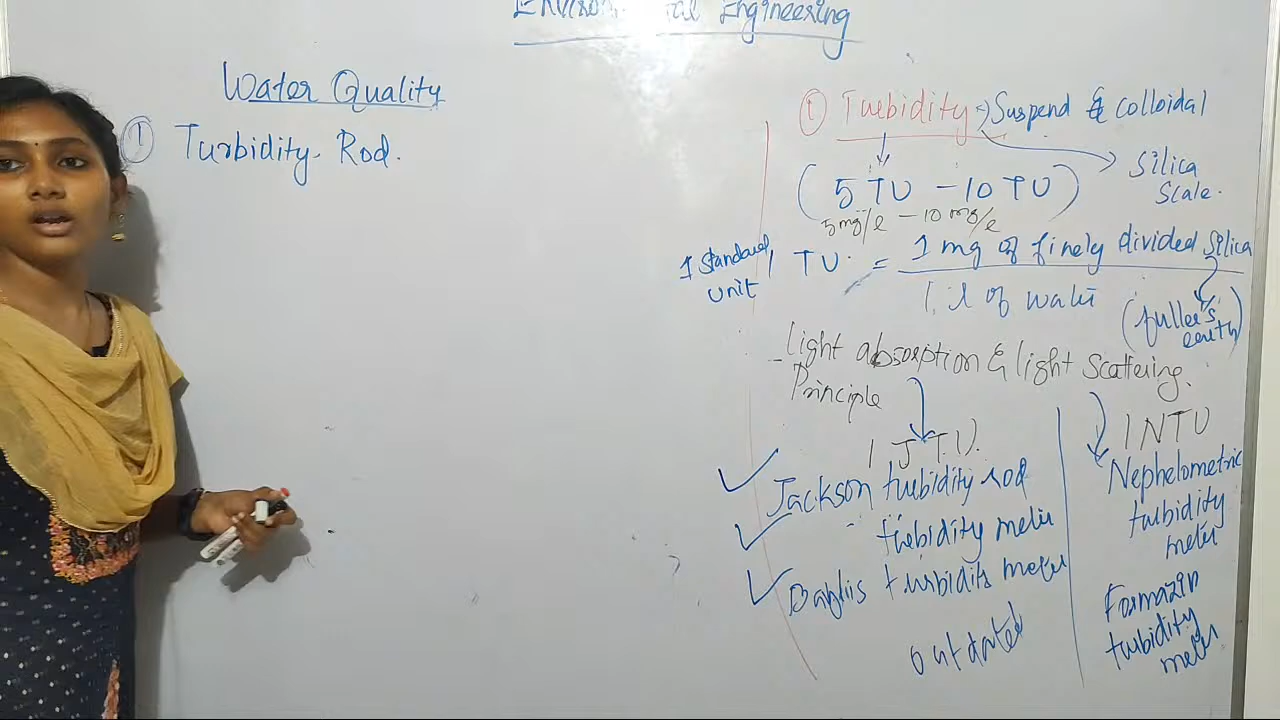 Environmental Engineering
Water Quality
① Turbidity Rod.
① Turbidity → Suspend & colloidal
Silica
Scale.
(5 TU - 10 TU)
5mg/l - 10 mg/l
1 Standard
unit
1 TU. = 1 mg of finely divided Silica
1. l of water
(fuller's
earth)
- light absorption & light Scattering.
Principle
1 J T U.
Jackson turbidity rod
turbidity meter
Baylis turbidity meter
outdated
1 NTU
Nephelometric
turbidity
meter
Formazin
turbidity
meter